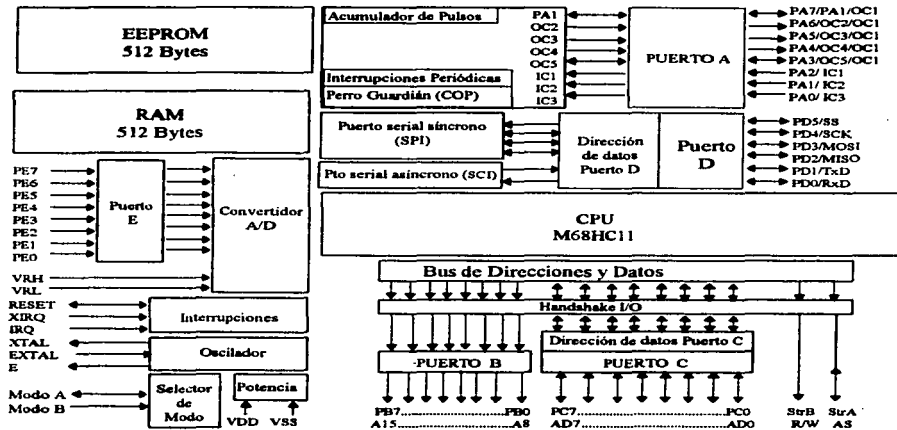 EEPROM
512 Bytes
RAM
512 Bytes
PE7
PE6
PE5
PE4
PE3
PE2
PE1
PE0
VRH
VRL
Puerto
E
Convertidor
A/D
RESET
XIRQ
IRQ
Interrupciones
XTAL
EXTAL
E
Oscilador
Modo A
Modo B
Selector
de
Modo
Potencia
VDD VSS
Acumulador de Pulsos
Interrupciones Periódicas
Perro Guardián (COP)
PA1
OC2
OC3
OC4
OC5
IC1
IC2
IC3
PUERTO A
PA7/PA1/OC1
PA6/OC2/OC1
PA5/OC3/OC1
PA4/OC4/OC1
PA3/OC5/OC1
PA2/ IC1
PA1/ IC2
PA0/ IC3
Puerto serial síncrono
(SPI)
Pto serial asíncrono (SCI)
Dirección
de datos
Puerto D
Puerto
D
PD5/SS
PD4/SCK
PD3/MOSI
PD2/MISO
PD1/TxD
PD0/RxD
CPU
M68HC11
Bus de Direcciones y Datos
Handshake I/O
PUERTO B
Dirección de datos Puerto C
PUERTO C
PB7..................PB0
A15..................A8
PC7........................PC0
AD7........................AD0
StrB StrA
R/W AS